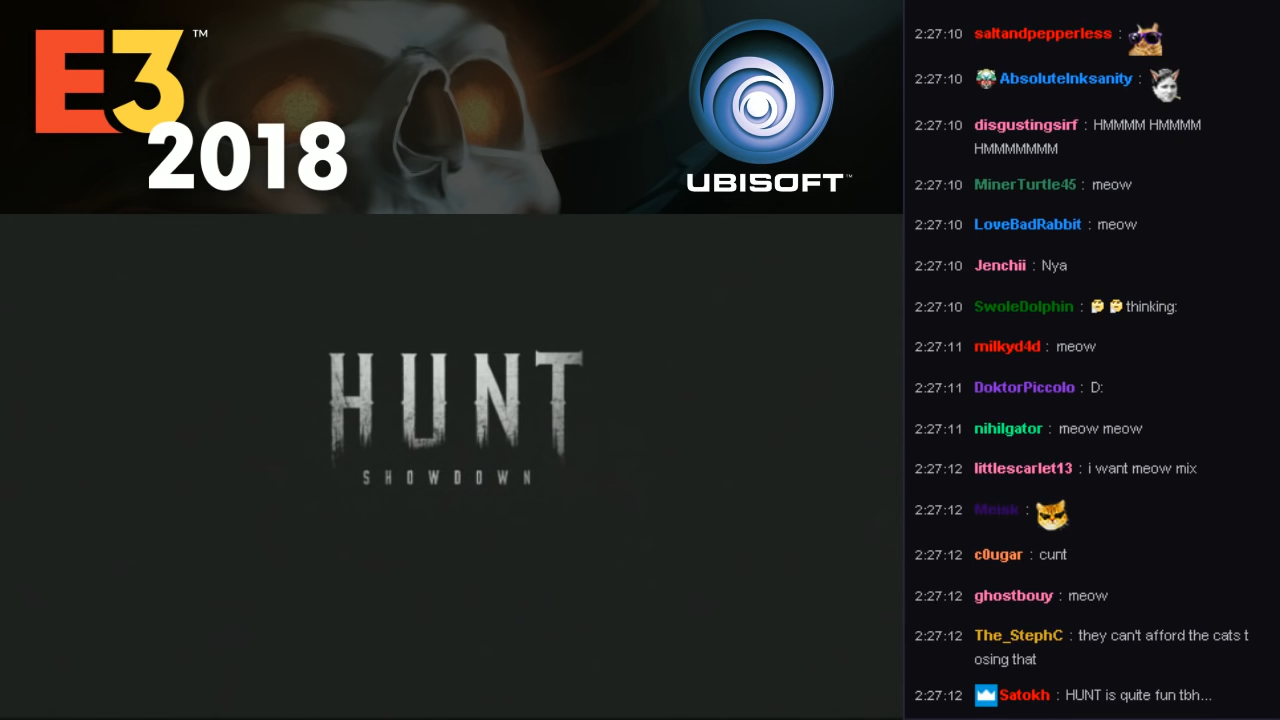 E3™
2018
UBISOFT™
HUNT
SHOWDOWN
2:27:10 saltandpepperless :
2:27:10 AbsoluteInksanity :
2:27:10 disgustingsirf : HMMMM HMMMM
HMMMMMMM
2:27:10 MinerTurtle45 : meow
2:27:10 LoveBadRabbit : meow
2:27:10 Jenchii : Nya
2:27:10 SwoleDolphin : thinking:
2:27:11 milkyd4d : meow
2:27:11 DoktorPiccolo : D:
2:27:11 nihilgator : meow meow
2:27:12 littlescarlet13 : i want meow mix
2:27:12 Meisk :
2:27:12 c0ugar : cunt
2:27:12 ghostbouy : meow
2:27:12 The_StephC : they can't afford the cats t
osing that
2:27:12 Satokh : HUNT is quite fun tbh...